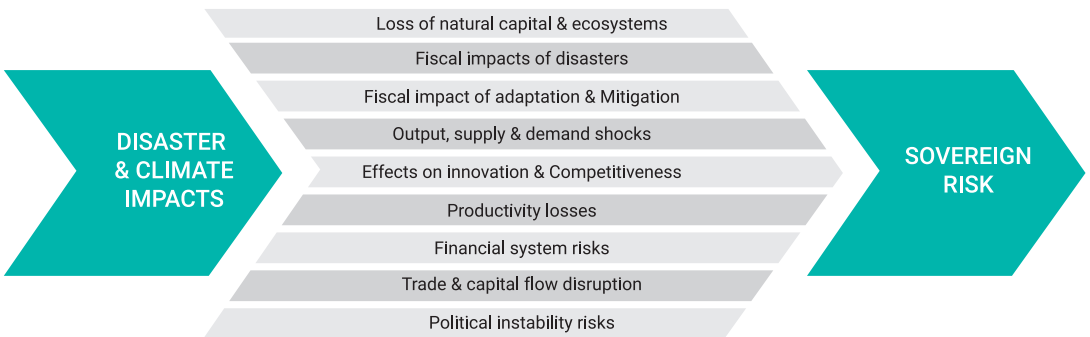 DISASTER
& CLIMATE
IMPACTS
Loss of natural capital & ecosystems
Fiscal impacts of disasters
Fiscal impact of adaptation & Mitigation
Output, supply & demand shocks
Effects on innovation & Competitiveness
Productivity losses
Financial system risks
Trade & capital flow disruption
Political instability risks
SOVEREIGN
RISK